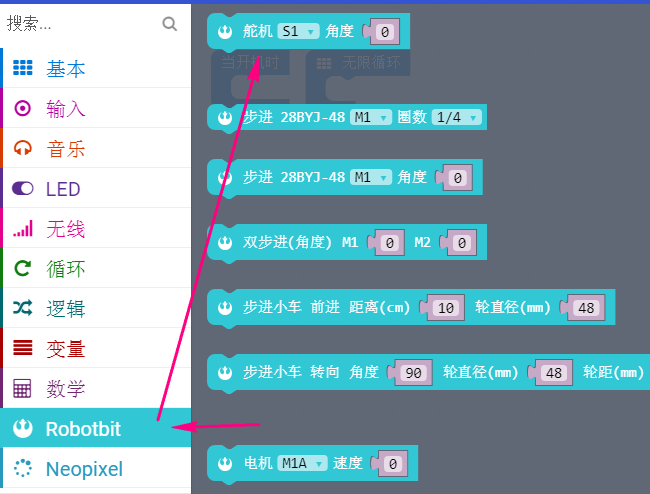 搜索...
基本
输入
音乐
LED
无线
循环
逻辑
变量
数学
Robotbit
Neopixel
舵机 S1 角度 0
当开机时 无限循环
步进 28BYJ-48 M1 圈数 1/4
步进 28BYJ-48 M1 角度 0
双步进(角度) M1 0 M2 0
步进小车 前进 距离(cm) 10 轮直径(mm) 48
步进小车 转向 角度 90 轮直径(mm) 48 轮距(mm)
电机 M1A 速度 0